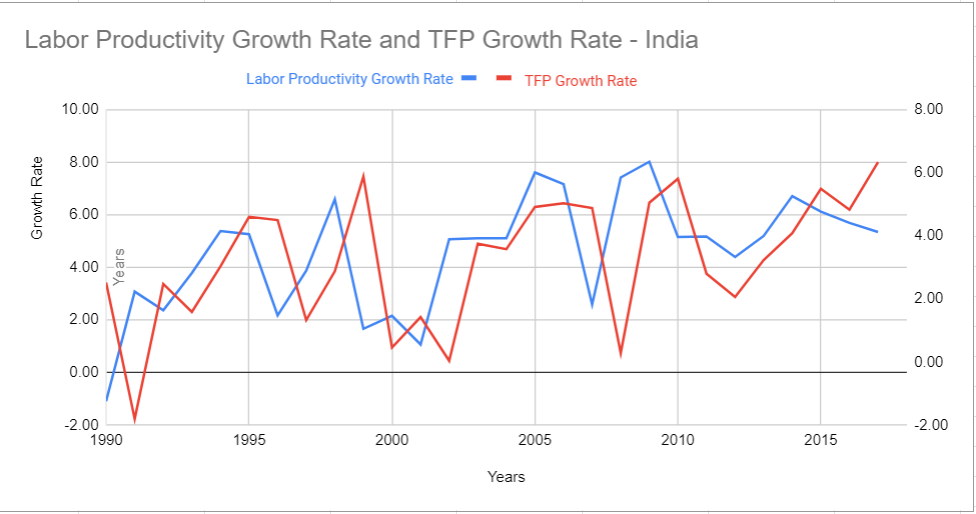 Labor Productivity Growth Rate and TFP Growth Rate - India
Labor Productivity Growth Rate TFP Growth Rate
10.00 8.00
8.00 6.00
Growth Rate
6.00 4.00
4.00 Years
2.00 2.00
0.00 0.00
-2.00 -2.00
1990 1995 2000 2005 2010 2015
Years